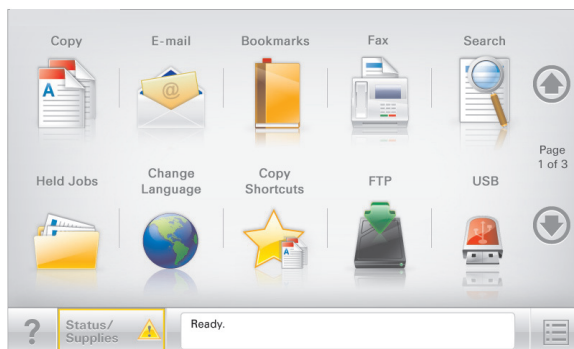 Copy
E-mail
Bookmarks
Fax
Search
A
@
Page
1 of 3
Held Jobs
Change
Language
Copy
Shortcuts
FTP
USB
A
?
Status/
Supplies
!
Ready.